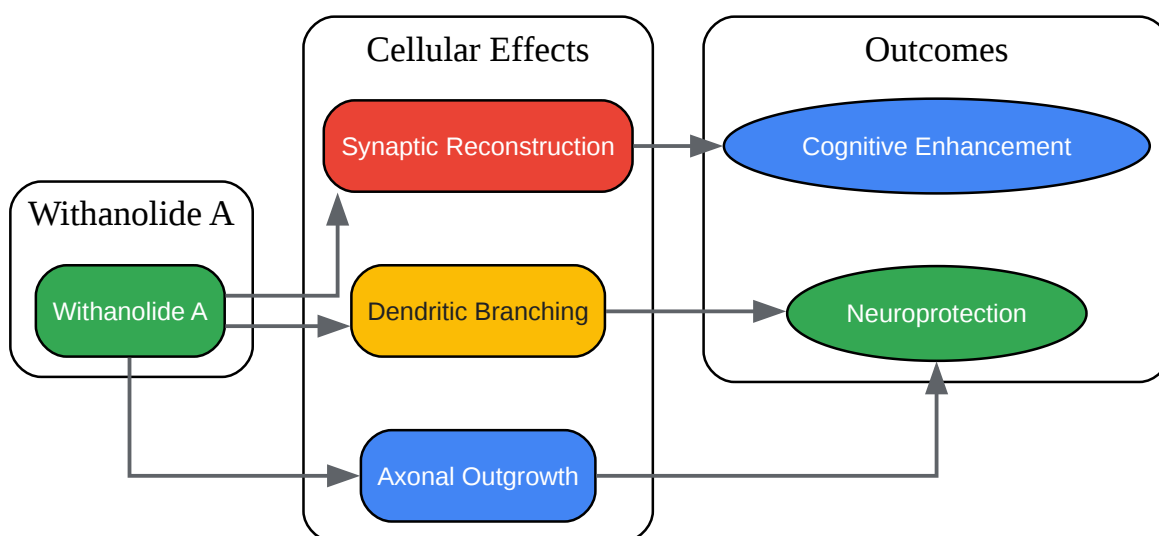 Cellular Effects
Outcomes
Synaptic Reconstruction
Cognitive Enhancement
Withanolide A
Withanolide A
Dendritic Branching
Neuroprotection
Axonal Outgrowth